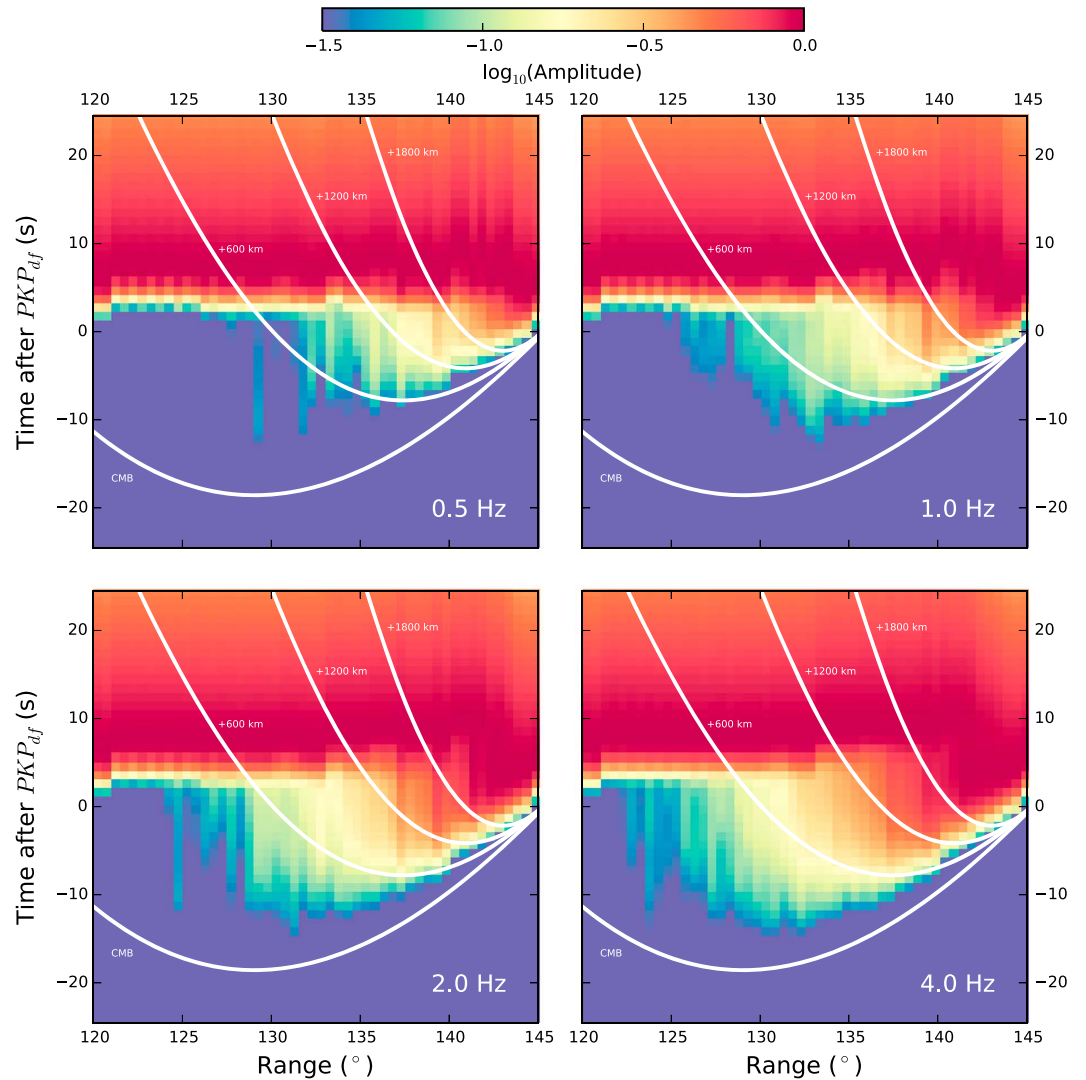 −1.5 −1.0 −0.5 0.0
log10(Amplitude)
120 125 130 135 140 145
120 125 130 135 140 145
Time after PKPdf (s)
20
10
0
−10
−20
+1800 km
+1200 km
+600 km
CMB
0.5 Hz
+1800 km
+1200 km
+600 km
CMB
1.0 Hz
20
10
0
−10
−20
Time after PKPdf (s)
20
10
0
−10
−20
+1800 km
+1200 km
+600 km
CMB
2.0 Hz
+1800 km
+1200 km
+600 km
CMB
4.0 Hz
20
10
0
−10
−20
120 125 130 135 140 145
120 125 130 135 140 145
Range (°)
Range (°)